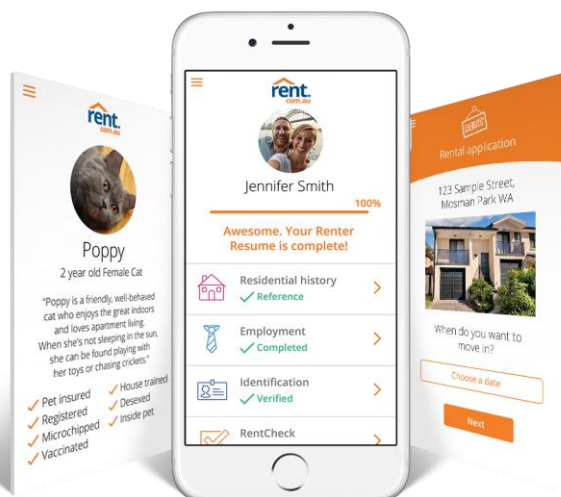 rent.
com.au
Poppy
2 year old Female Cat
"Poppy is a friendly, well-behaved
cat who enjoys the great indoors
and loves apartment living.
When she's not sleeping in the sun,
she can be found playing with
her toys or chasing crickets."
Pet insured
Registered
Microchipped
Vaccinated
House trained
Desexed
Inside pet
rent.
com.au
Jennifer Smith
100%
Awesome. Your Renter
Resume is complete!
Residential history
Reference
Employment
Completed
Identification
Verified
RentCheck
Rental application
123 Sample Street,
Mosman Park WA
When do you want to
move in?
Choose a date
Next